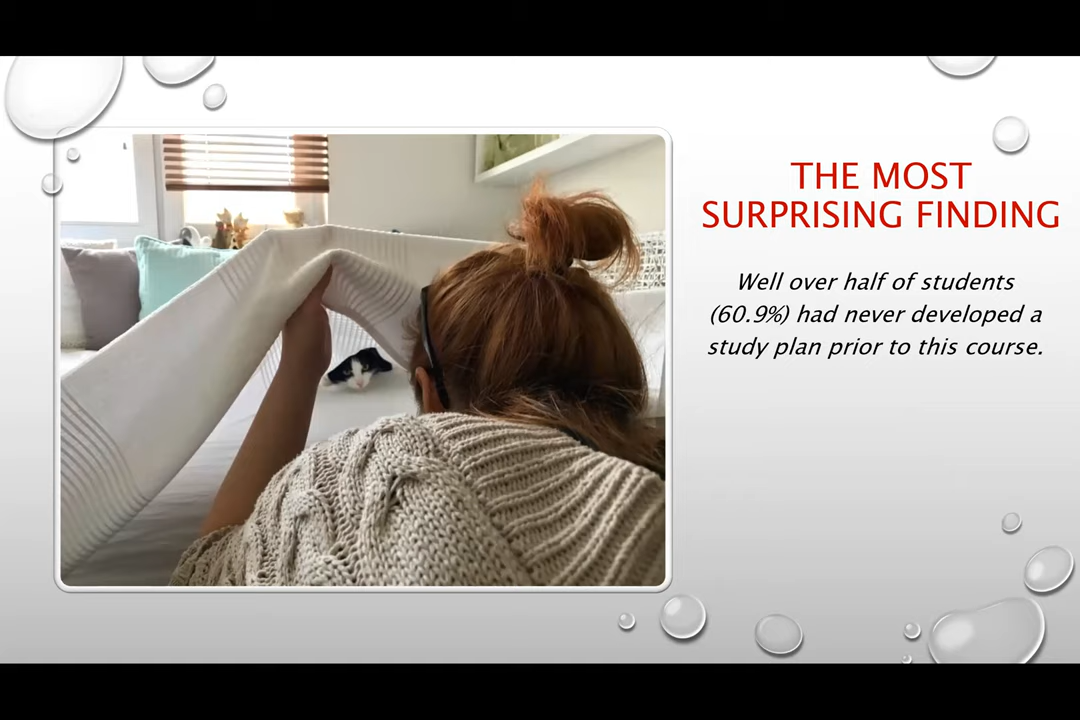 THE MOST
SURPRISING FINDING
Well over half of students
(60.9%) had never developed a
study plan prior to this course.